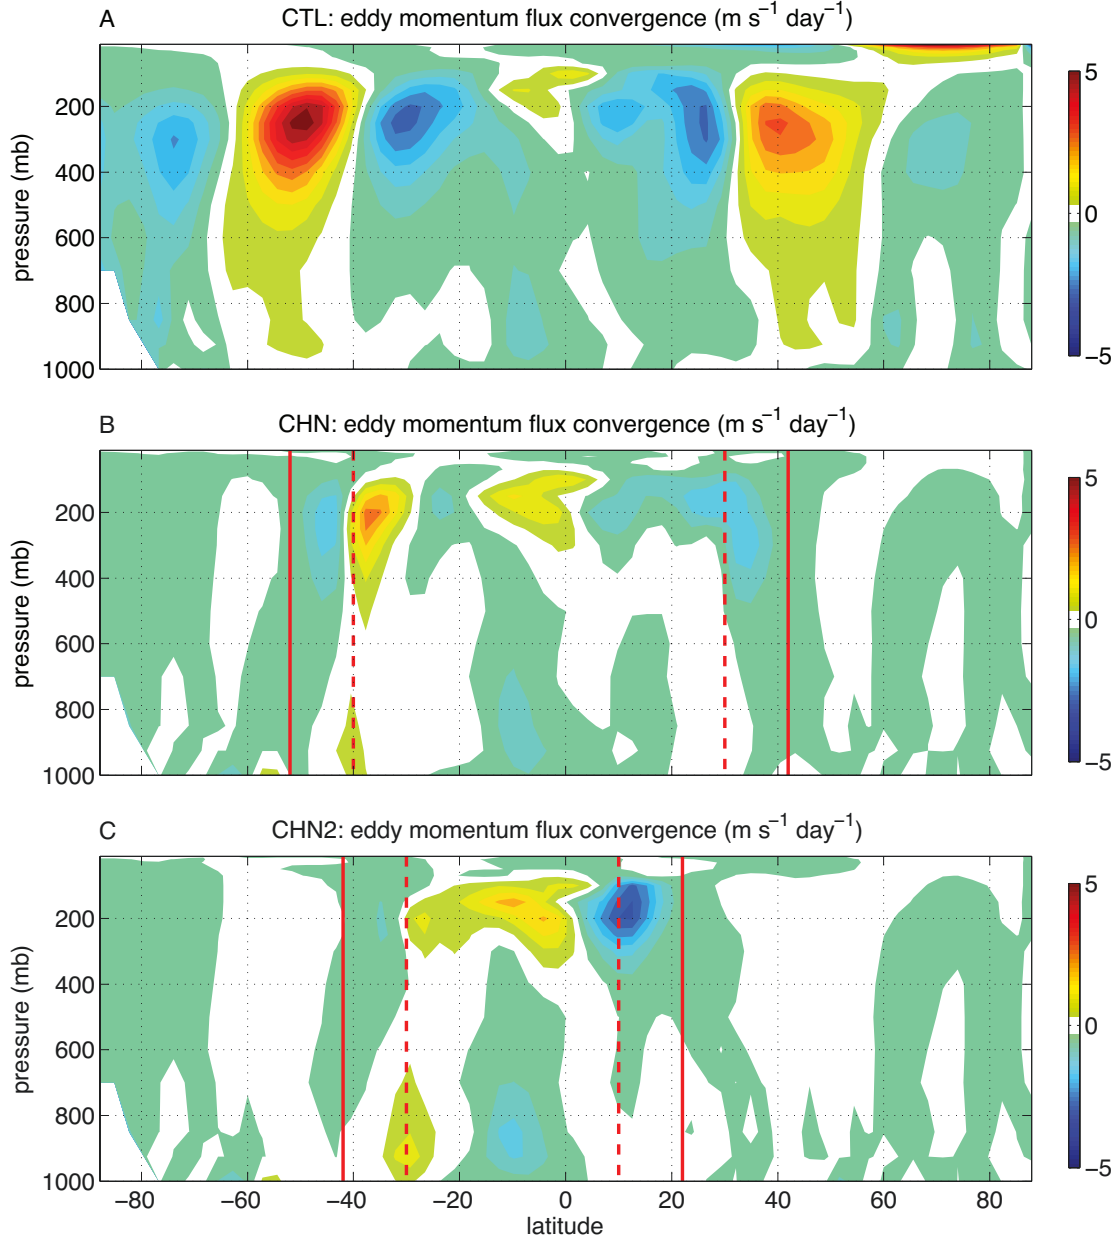 A
CTL: eddy momentum flux convergence (m s⁻¹ day⁻¹)
pressure (mb)
200
400
600
800
1000
5
0
−5
B
CHN: eddy momentum flux convergence (m s⁻¹ day⁻¹)
pressure (mb)
200
400
600
800
1000
5
0
−5
C
CHN2: eddy momentum flux convergence (m s⁻¹ day⁻¹)
pressure (mb)
200
400
600
800
1000
5
0
−5
−80 −60 −40 −20 0 20 40 60 80
latitude